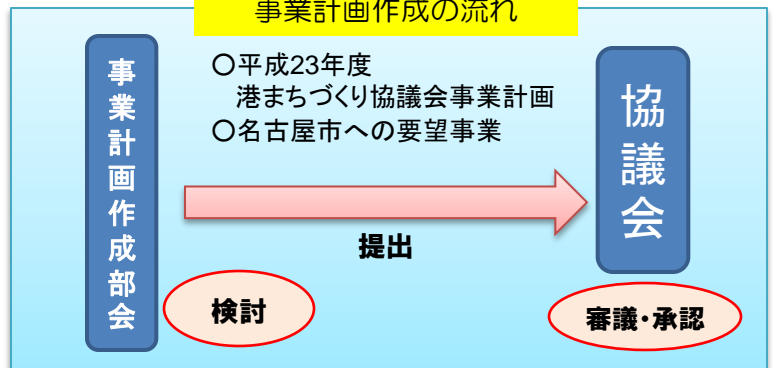 事業計画作成の流れ
事業計画作成部会
〇平成23年度
港まちづくり協議会事業計画
〇名古屋市への要望事業
協議会
提出
検討
審議・承認